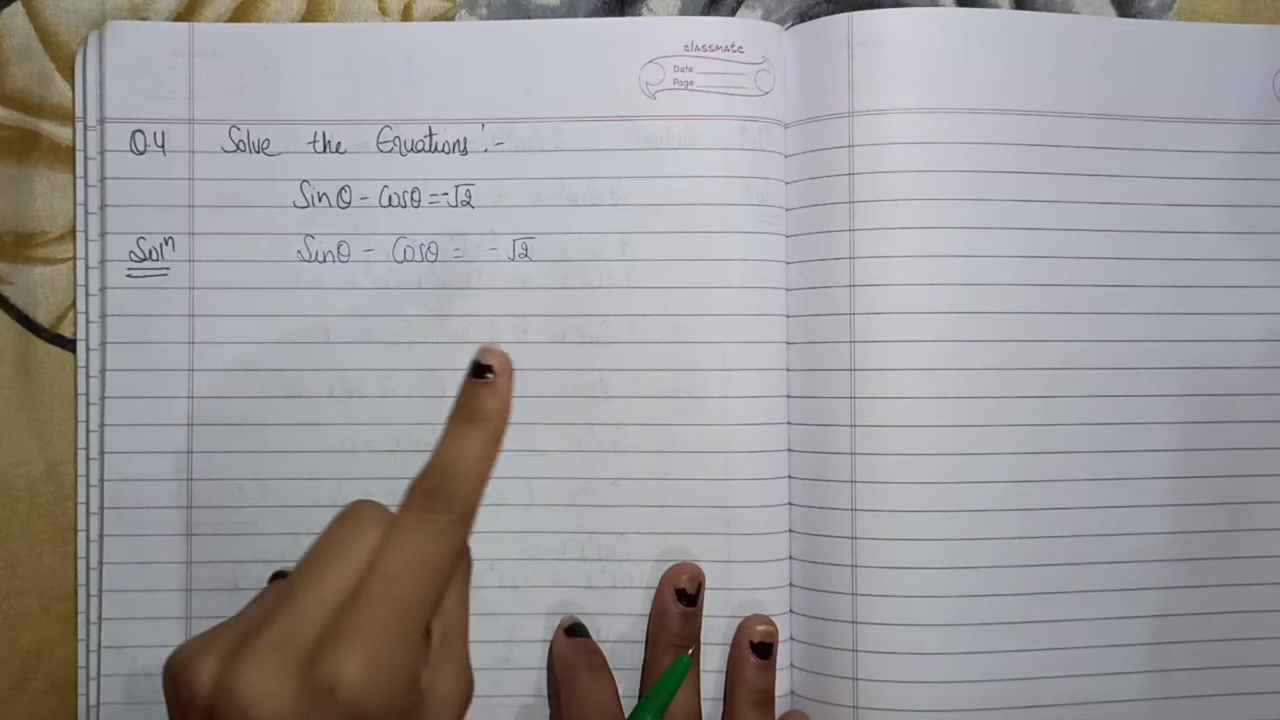 classmate
Date
Page
Q.4 Solve the Equations :-
Sinθ - Cosθ = -√2
Solⁿ Sinθ - Cosθ = - √2